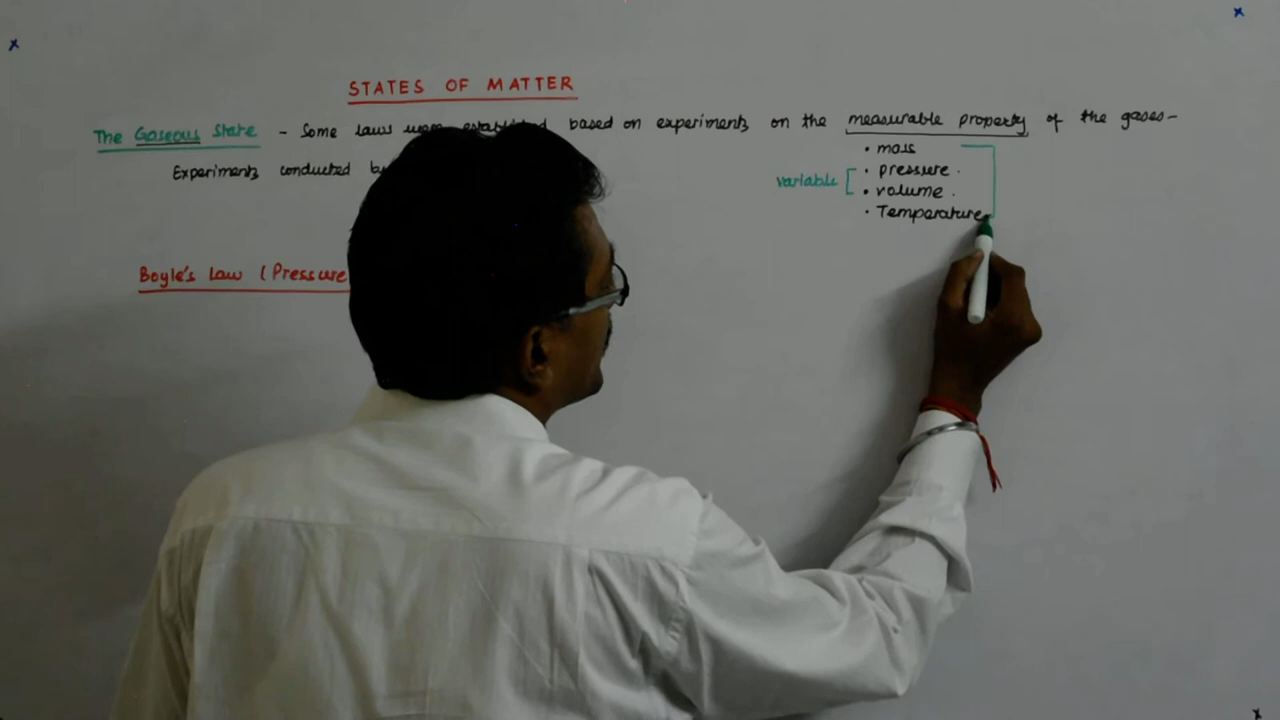 STATES OF MATTER
The Gaseous State - Some laws were established based on experiments on the measurable property of the gases-
Experiments conducted by
• mass
• pressure.
• volume.
• Temperature
variable
Boyle's Law (Pressure